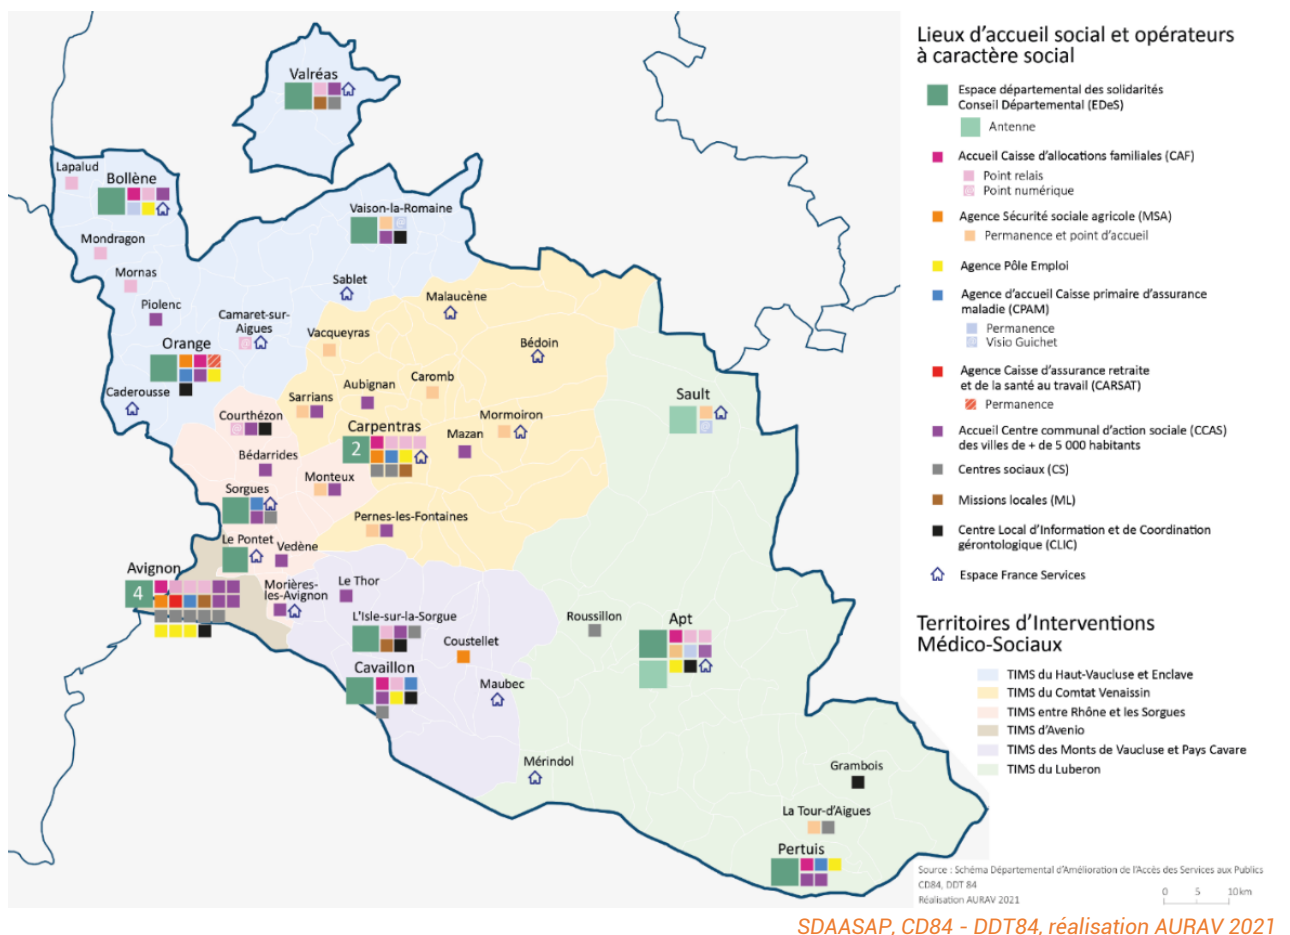 Valréas
Lapalud
Bollène
Vaison-la-Romaine
Mondragon
Mornas
Sablet
Piolenc
Malaucène
Camaret-sur-
Aigues
Vacqueyras
Orange
Bédoin
Caromb
Aubignan
Caderousse
Sarrians
Sault
Courthézon
Carpentras
2
Mormoiron
Mazan
Bédarrides
Monteux
Sorgues
Pernes-les-Fontaines
Le Pontet
Vedène
Avignon
4
Morières-
les-Avignon
Le Thor
L'Isle-sur-la-Sorgue
Roussillon
Apt
Coustellet
Cavaillon
Maubec
Mérindol
Grambois
La Tour-d'Aigues
Pertuis
Lieux d'accueil social et opérateurs
à caractère social
Espace départemental des solidarités
Conseil Départemental (EDeS)
Antenne
Accueil Caisse d'allocations familiales (CAF)
Point relais
Point numérique
Agence Sécurité sociale agricole (MSA)
Permanence et point d'accueil
Agence Pôle Emploi
Agence d'accueil Caisse primaire d'assurance
maladie (CPAM)
Permanence
Visio Guichet
Agence Caisse d'assurance retraite
et de la santé au travail (CARSAT)
Permanence
Accueil Centre communal d'action sociale (CCAS)
des villes de + de 5 000 habitants
Centres sociaux (CS)
Missions locales (ML)
Centre Local d'Information et de Coordination
gérontologique (CLIC)
Espace France Services
Territoires d'Interventions
Médico-Sociaux
TIMS du Haut-Vaucluse et Enclave
TIMS du Comtat Venaissin
TIMS entre Rhône et les Sorgues
TIMS d'Avenio
TIMS des Monts de Vaucluse et Pays Cavare
TIMS du Luberon
Source : Schéma Départemental d'Amélioration de l'Accès des Services aux Publics
CD84, DDT 84
Réalisation AURAV 2021
0 5 10 km
SDAASAP, CD84 - DDT84, réalisation AURAV 2021